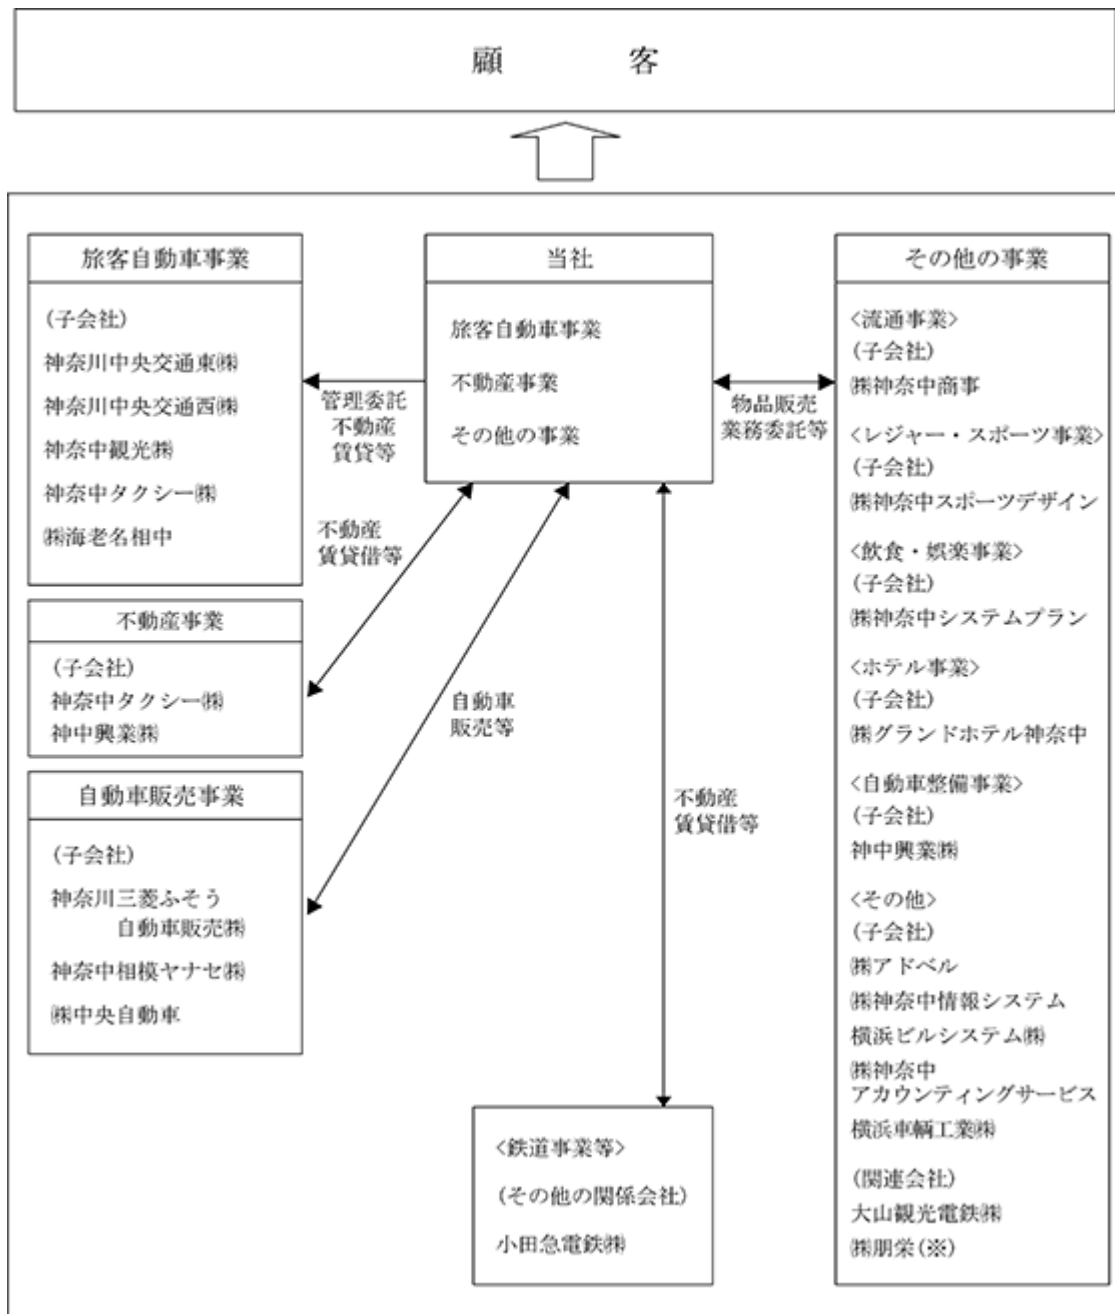 顧客
旅客自動車事業
(子会社)
神奈川中央交通東㈱
神奈川中央交通西㈱
神奈中観光㈱
神奈中タクシー㈱
㈱海老名相中
不動産事業
(子会社)
神奈中タクシー㈱
神中興業㈱
自動車販売事業
(子会社)
神奈川三菱ふそう
自動車販売㈱
神奈中相模ヤナセ㈱
㈱中央自動車
管理委託
不動産
賃貸等
不動産
賃貸借等
自動車
販売等
当社
旅客自動車事業
不動産事業
その他の事業
物品販売
業務委託等
不動産
賃貸借等
<鉄道事業等>
(その他の関係会社)
小田急電鉄㈱
その他の事業
<流通事業>
(子会社)
㈱神奈中商事
<レジャー・スポーツ事業>
(子会社)
㈱神奈中スポーツデザイン
<飲食・娯楽事業>
(子会社)
㈱神奈中システムプラン
<ホテル事業>
(子会社)
㈱グランドホテル神奈中
<自動車整備事業>
(子会社)
神中興業㈱
<その他>
(子会社)
㈱アドベル
㈱神奈中情報システム
横浜ビルシステム㈱
㈱神奈中
アカウンティングサービス
横浜車輌工業㈱
(関連会社)
大山観光電鉄㈱
㈱朋栄(※)